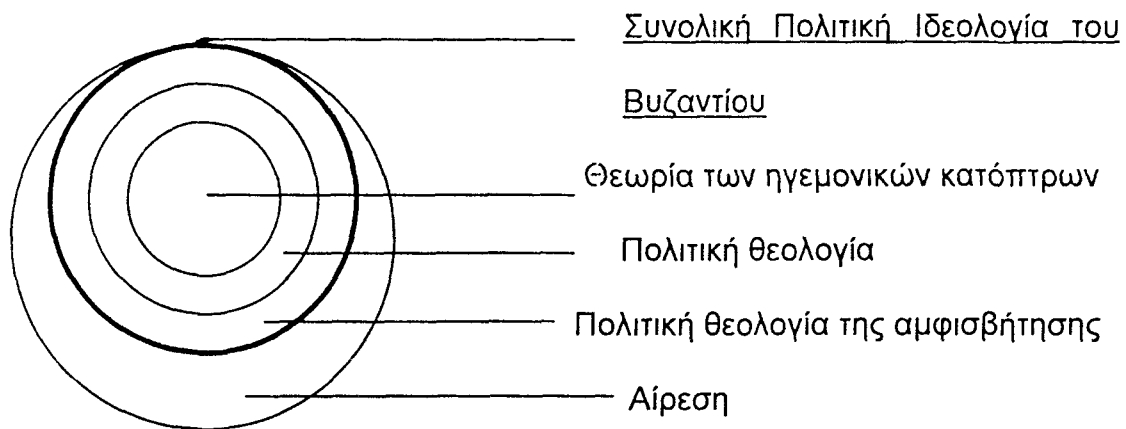 Συνολική Πολιτική Ιδεολογία του
Βυζαντίου
Θεωρία των ηγεμονικών κατόπτρων
Πολιτική θεολογία
Πολιτική θεολογία της αμφισβήτησης
Αίρεση